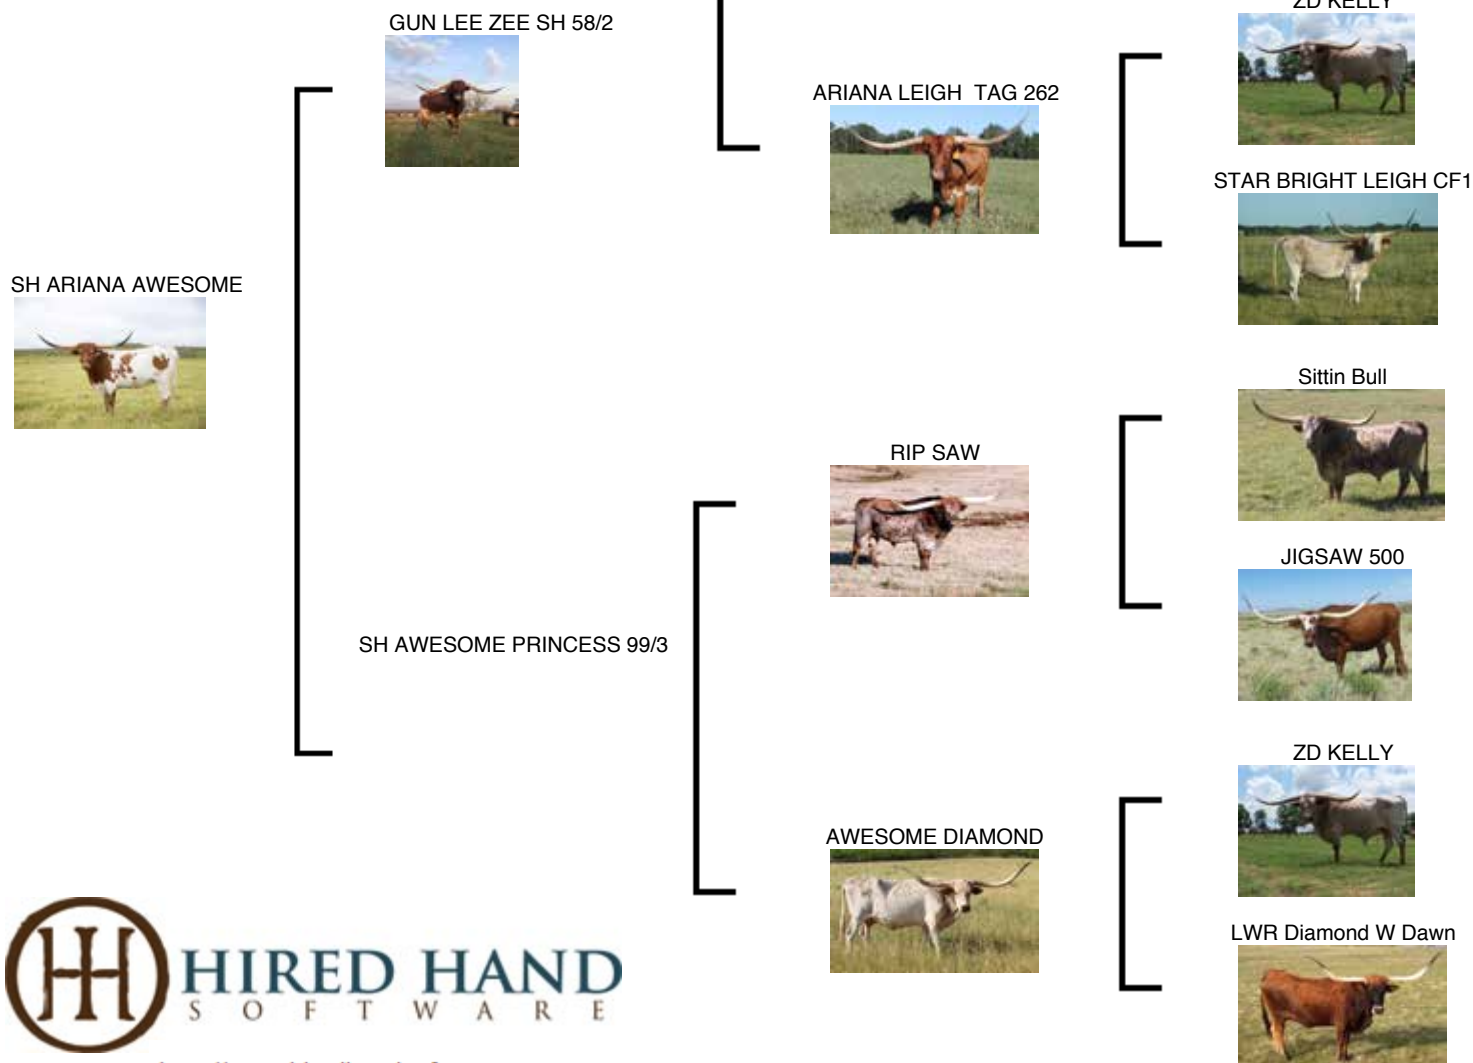 ZD KELLY
GUN LEE ZEE SH 58/2
ARIANA LEIGH  TAG 262
STAR BRIGHT LEIGH CF1
SH ARIANA AWESOME
Sittin Bull
RIP SAW
JIGSAW 500
SH AWESOME PRINCESS 99/3
ZD KELLY
AWESOME DIAMOND
LWR Diamond W Dawn
HIRED HAND
SOFTWARE